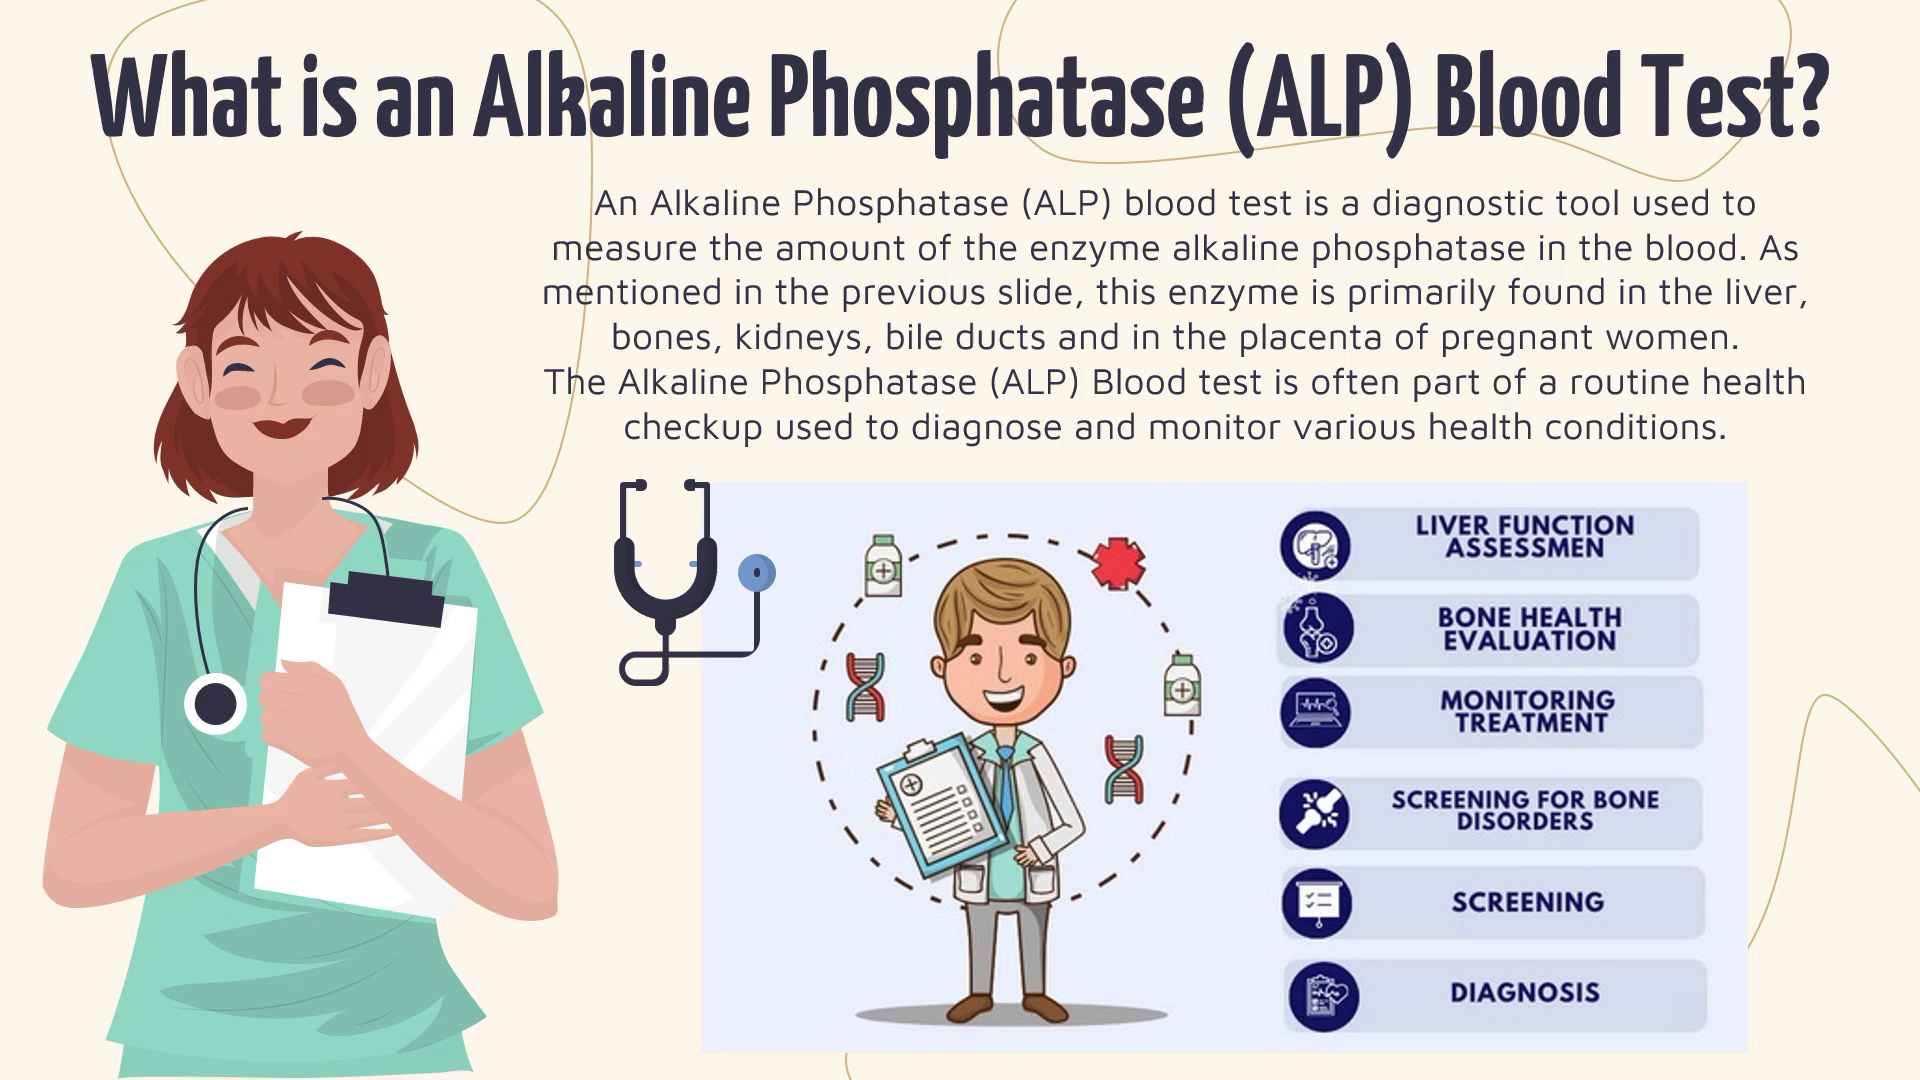 What is an Alkaline Phosphatase (ALP) Blood Test?
An Alkaline Phosphatase (ALP) blood test is a diagnostic tool used to
measure the amount of the enzyme alkaline phosphatase in the blood. As
mentioned in the previous slide, this enzyme is primarily found in the liver,
bones, kidneys, bile ducts and in the placenta of pregnant women.
The Alkaline Phosphatase (ALP) Blood test is often part of a routine health
checkup used to diagnose and monitor various health conditions.
LIVER FUNCTION
ASSESSMEN
BONE HEALTH
EVALUATION
MONITORING
TREATMENT
SCREENING FOR BONE
DISORDERS
SCREENING
DIAGNOSIS